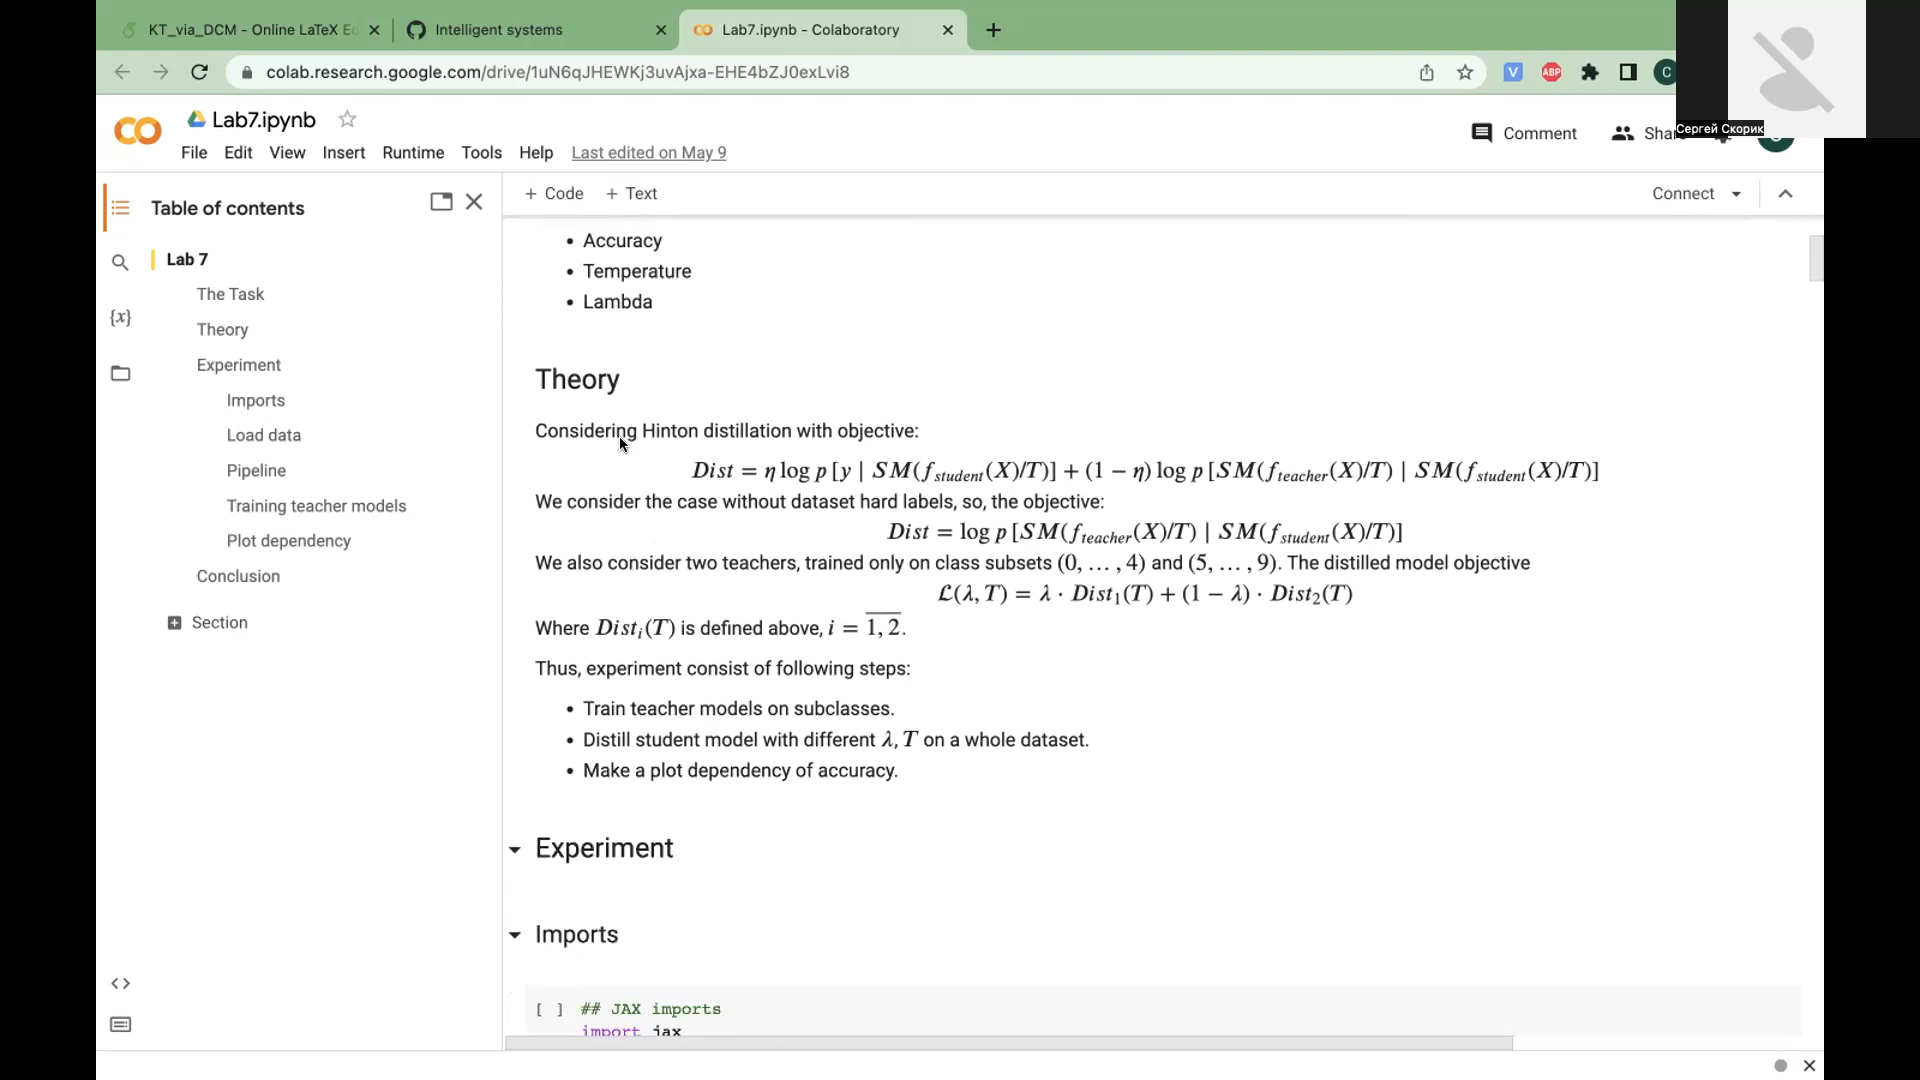 KT_via_DCM - Online LaTeX E
Intelligent systems
Lab7.ipynb - Colaboratory
colab.research.google.com/drive/1uN6qJHEWKj3uvAjxa-EHE4bZJ0exLvi8
V
ABP
C
Сергей Скорик
Lab7.ipynb
Comment
Shar
File Edit View Insert Runtime Tools Help Last edited on May 9
+ Code + Text
Connect
Table of contents
Lab 7
The Task
Theory
Experiment
Imports
Load data
Pipeline
Training teacher models
Plot dependency
Conclusion
Section
{x}
<>
• Accuracy
• Temperature
• Lambda
Theory
Considering Hinton distillation with objective:
Dist = η log p [y | SM(f_student(X)/T)] + (1 − η) log p [SM(f_teacher(X)/T) | SM(f_student(X)/T)]
We consider the case without dataset hard labels, so, the objective:
Dist = log p [SM(f_teacher(X)/T) | SM(f_student(X)/T)]
We also consider two teachers, trained only on class subsets (0, … , 4) and (5, … , 9). The distilled model objective
ℒ(λ, T) = λ · Dist₁(T) + (1 − λ) · Dist₂(T)
Where Distᵢ(T) is defined above, i = 1, 2.
Thus, experiment consist of following steps:
• Train teacher models on subclasses.
• Distill student model with different λ, T on a whole dataset.
• Make a plot dependency of accuracy.
Experiment
Imports
[ ] ## JAX imports
import jax